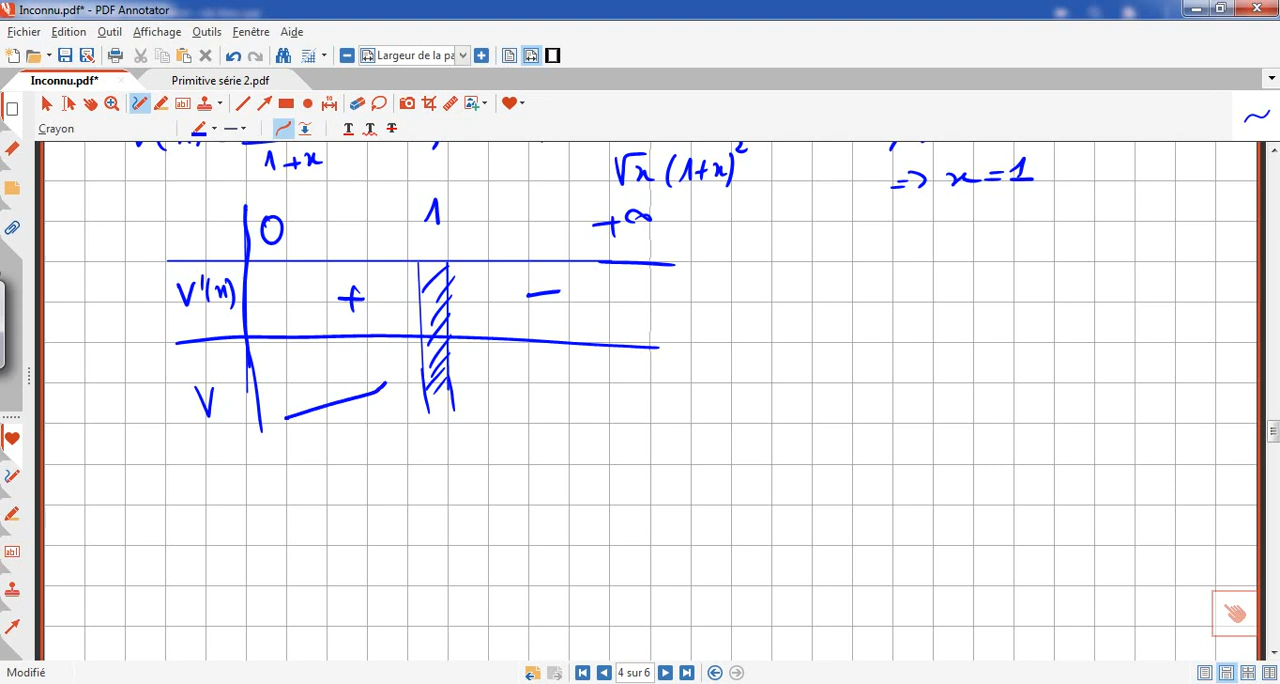 Inconnu.pdf* - PDF Annotator
Fichier Edition Outil Affichage Outils Fenêtre Aide
Largeur de la pa
Inconnu.pdf* Primitive série 2.pdf
Crayon
1+x
√x (1+x)²
=> x = 1
0 1 +∞
V'(x) + -
V
Modifié
4 sur 6